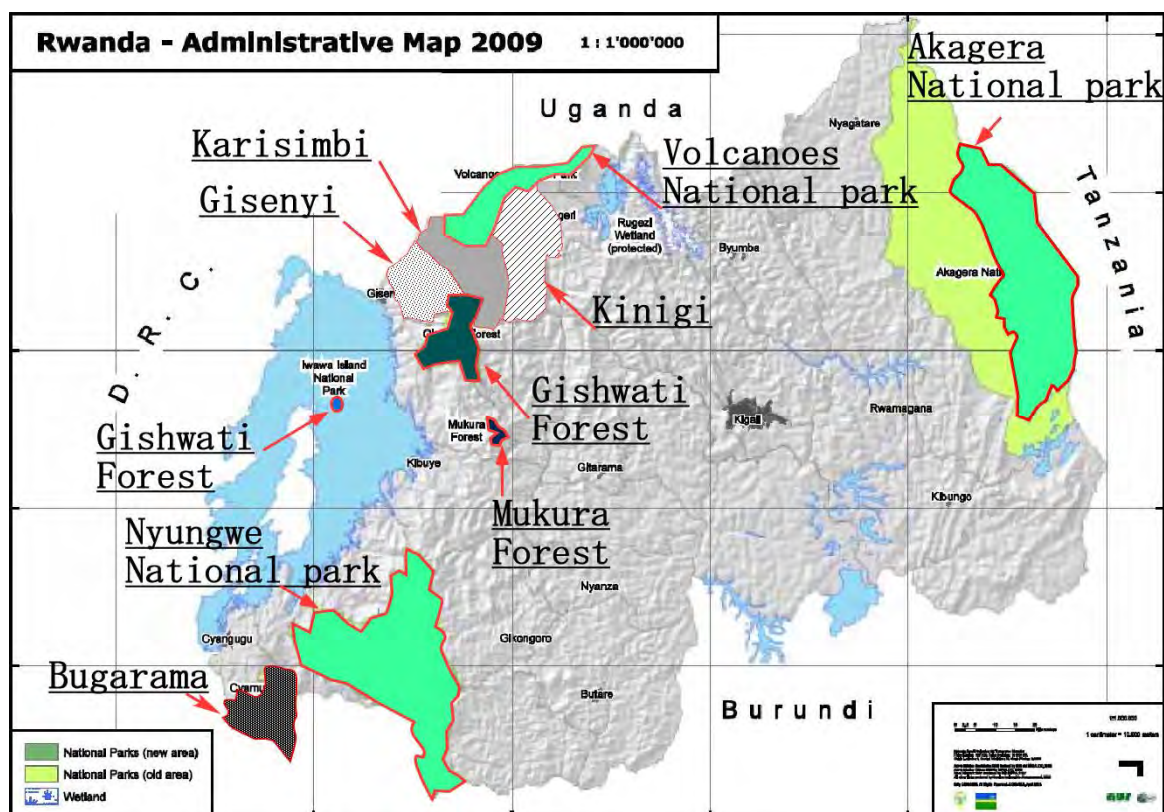 Rwanda - Administrative Map 2009
1 : 1'000'000
Akagera
National park
Uganda
Nyagatare
Karisimbi
Volcanoes
National park
Gisenyi
Tanzania
Rugezi
Wetland
(protected)
Byumba
D. R. C.
Kinigi
Iwawa Island
National
Park
Gishwati
Forest
Kigali
Rwamagana
Gishwati
Forest
Mukura
Forest
Kibuye
Gitarama
Kibungo
Mukura
Forest
Nyungwe
National park
Nyanza
Cyangugu
Gikongoro
Bugarama
Butare
Burundi
National Parks (new area)
National Parks (old area)
Wetland